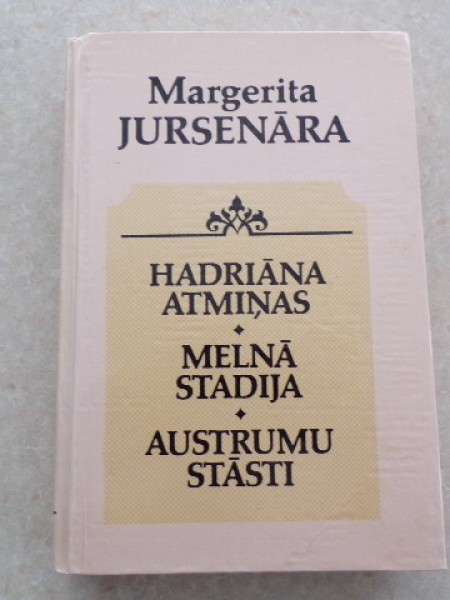 Margerita
JURSENĀRA
HADRIĀNA
ATMIŅAS
MELNĀ
STADIJA
AUSTRUMU
STĀSTI